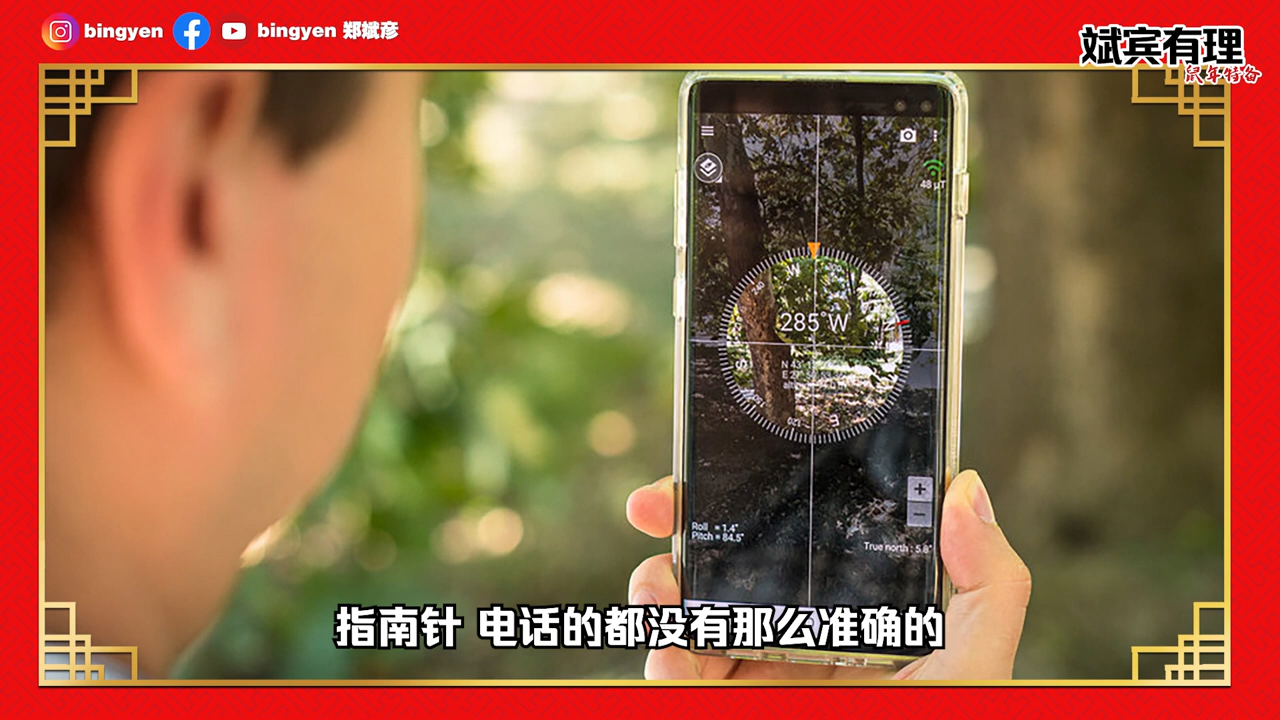 bingyen
bingyen 郑斌彦
斌宾有理
鼠年特备
48 µT
285°W
Roll = 1.4°
Pitch = 84.5°
True north : 5.8°
指南针 电话的都没有那么准确的